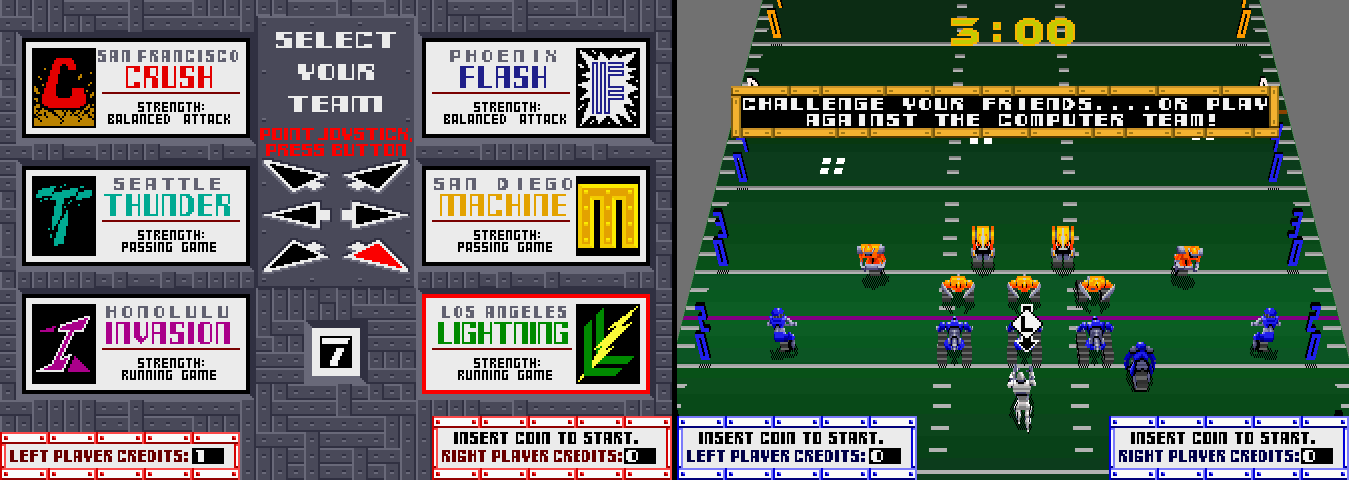 SELECT
YOUR
TEAM
POINT JOYSTICK,
PRESS BUTTON
C
SAN FRANCISCO
CRUSH
STRENGTH:
BALANCED ATTACK
PHOENIX
FLASH
STRENGTH:
BALANCED ATTACK
F
T
SEATTLE
THUNDER
STRENGTH:
PASSING GAME
SAN DIEGO
MACHINE
STRENGTH:
PASSING GAME
M
I
HONOLULU
INVASION
STRENGTH:
RUNNING GAME
LOS ANGELES
LIGHTNING
STRENGTH:
RUNNING GAME
L
7
LEFT PLAYER CREDITS: 1
INSERT COIN TO START.
RIGHT PLAYER CREDITS: 0
3:00
CHALLENGE YOUR FRIENDS....OR PLAY
AGAINST THE COMPUTER TEAM!
L
INSERT COIN TO START.
LEFT PLAYER CREDITS: 0
INSERT COIN TO START.
RIGHT PLAYER CREDITS: 0